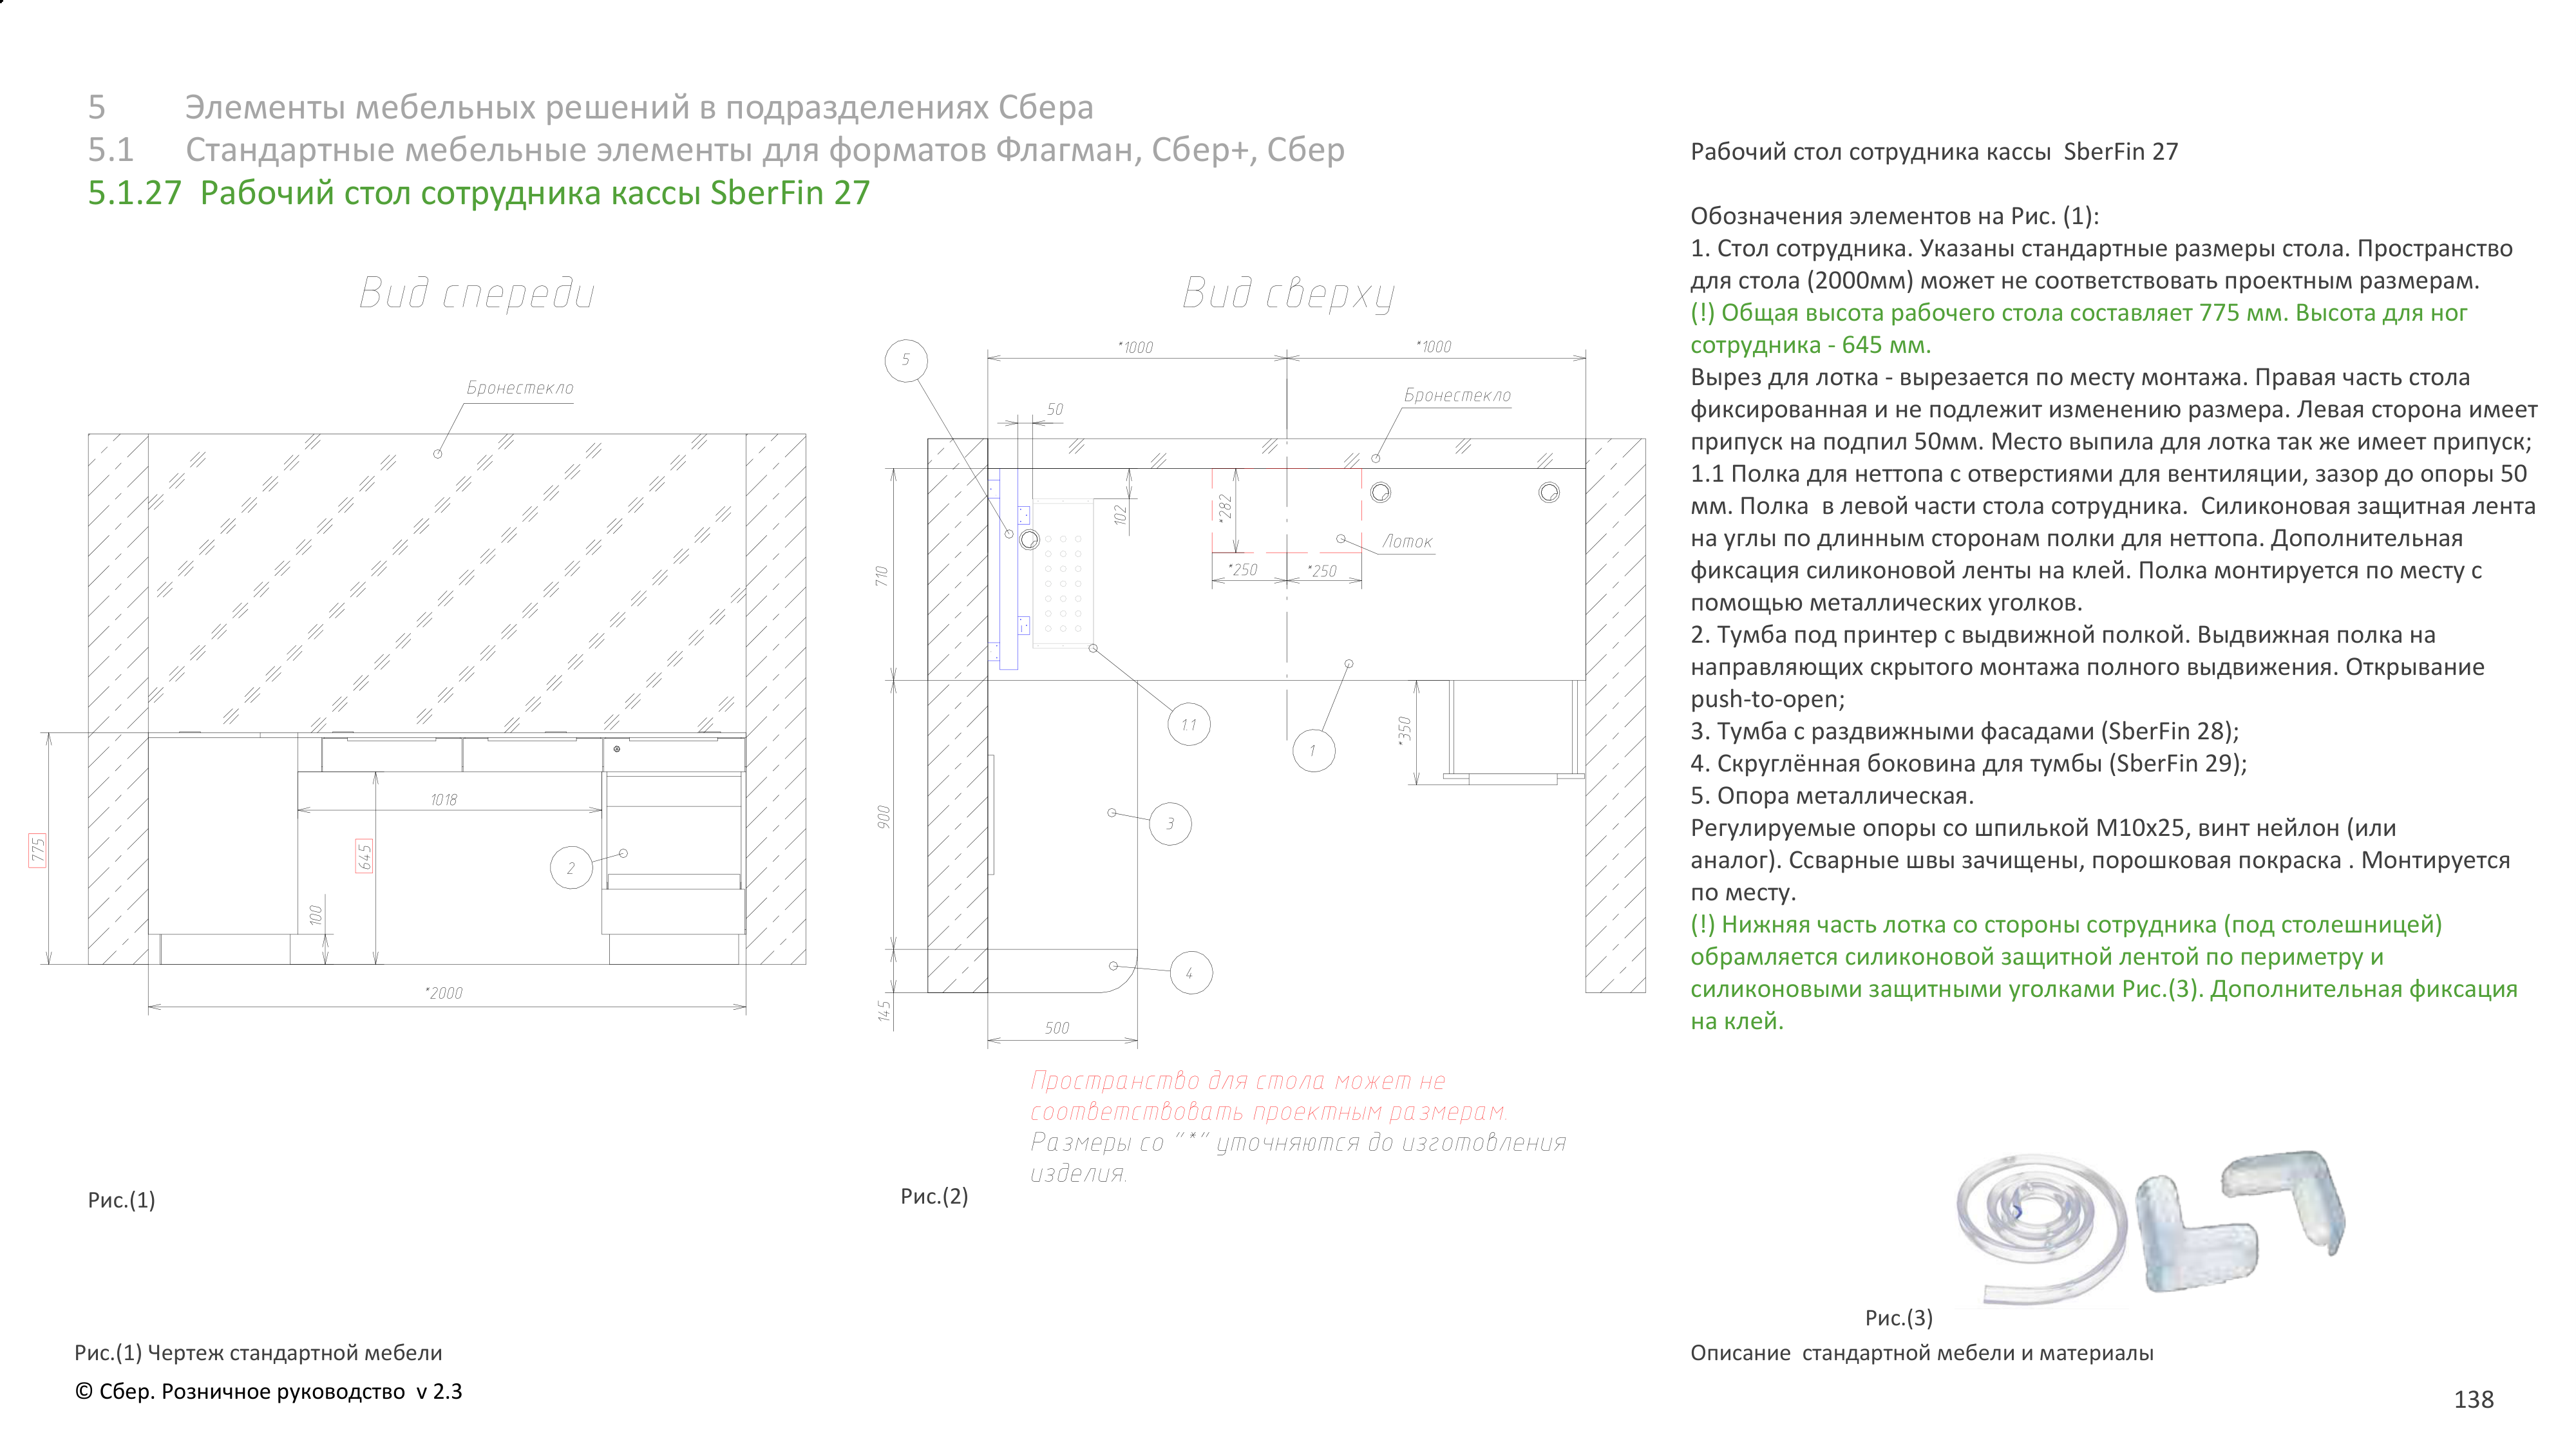 5 Элементы мебельных решений в подразделениях Сбера
5.1 Стандартные мебельные элементы для форматов Флагман, Сбер+, Сбер
5.1.27 Рабочий стол сотрудника кассы SberFin 27
Вид спереди
Бронестекло
775
645
1018
100
2
*2000
Рис.(1)
Вид сверху
5
*1000
*1000
50
Бронестекло
102
*282
Лоток
*250
*250
710
1.1
1
*350
900
3
4
145
500
Пространство для стола может не
соответствовать проектным размерам.
Размеры со "*" уточняются до изготовления
изделия.
Рис.(2)
Рабочий стол сотрудника кассы SberFin 27
Обозначения элементов на Рис. (1):
1. Стол сотрудника. Указаны стандартные размеры стола. Пространство
для стола (2000мм) может не соответствовать проектным размерам.
(!) Общая высота рабочего стола составляет 775 мм. Высота для ног
сотрудника - 645 мм.
Вырез для лотка - вырезается по месту монтажа. Правая часть стола
фиксированная и не подлежит изменению размера. Левая сторона имеет
припуск на подпил 50мм. Место выпила для лотка так же имеет припуск;
1.1 Полка для неттопа с отверстиями для вентиляции, зазор до опоры 50
мм. Полка в левой части стола сотрудника. Силиконовая защитная лента
на углы по длинным сторонам полки для неттопа. Дополнительная
фиксация силиконовой ленты на клей. Полка монтируется по месту с
помощью металлических уголков.
2. Тумба под принтер с выдвижной полкой. Выдвижная полка на
направляющих скрытого монтажа полного выдвижения. Открывание
push-to-open;
3. Тумба с раздвижными фасадами (SberFin 28);
4. Скруглённая боковина для тумбы (SberFin 29);
5. Опора металлическая.
Регулируемые опоры со шпилькой М10х25, винт нейлон (или
аналог). Ссварные швы зачищены, порошковая покраска . Монтируется
по месту.
(!) Нижняя часть лотка со стороны сотрудника (под столешницей)
обрамляется силиконовой защитной лентой по периметру и
силиконовыми защитными уголками Рис.(3). Дополнительная фиксация
на клей.
Рис.(3)
Рис.(1) Чертеж стандартной мебели
Описание стандартной мебели и материалы
© Сбер. Розничное руководство v 2.3
138